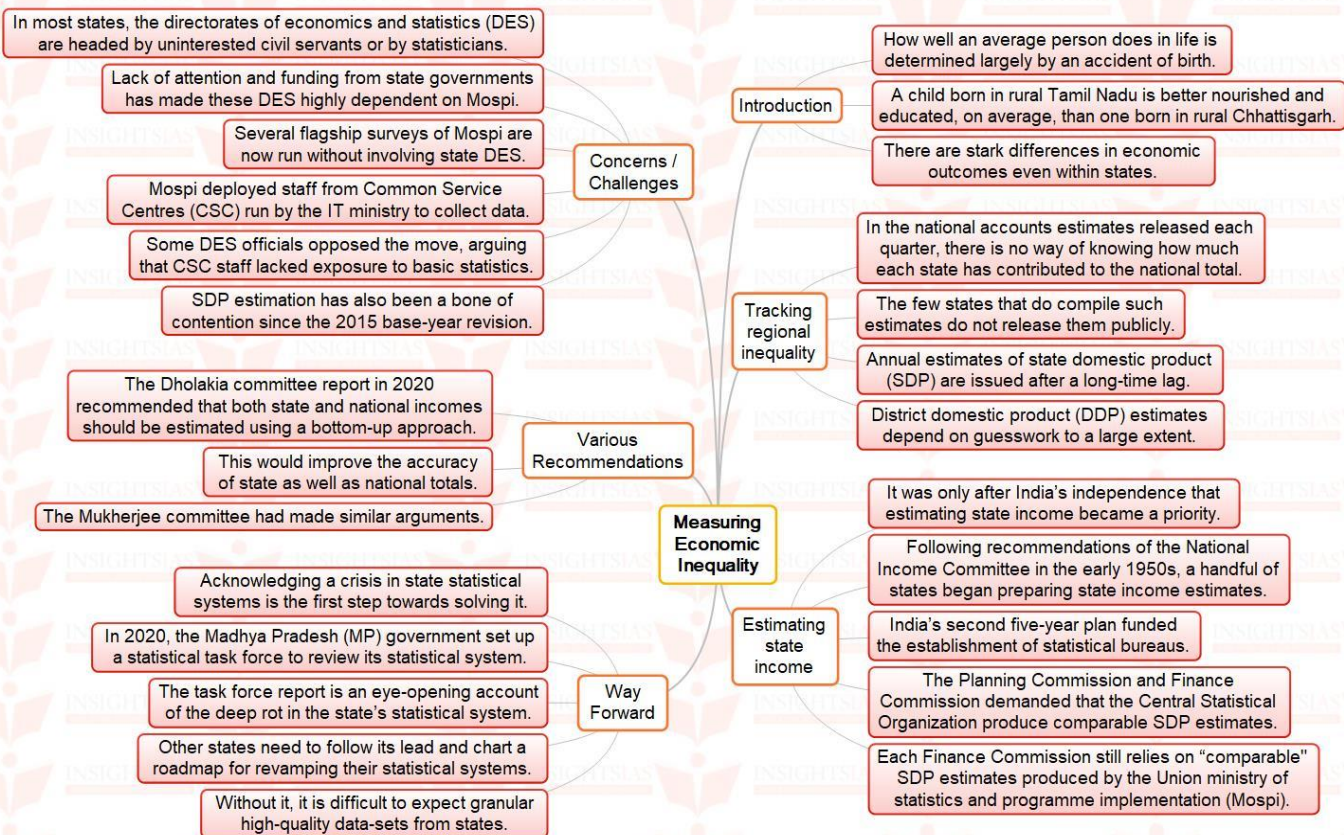 Measuring
Economic
Inequality
Introduction
How well an average person does in life is
determined largely by an accident of birth.
A child born in rural Tamil Nadu is better nourished and
educated, on average, than one born in rural Chhattisgarh.
There are stark differences in economic
outcomes even within states.
Tracking
regional
inequality
In the national accounts estimates released each
quarter, there is no way of knowing how much
each state has contributed to the national total.
The few states that do compile such
estimates do not release them publicly.
Annual estimates of state domestic product
(SDP) are issued after a long-time lag.
District domestic product (DDP) estimates
depend on guesswork to a large extent.
Estimating
state
income
It was only after India's independence that
estimating state income became a priority.
Following recommendations of the National
Income Committee in the early 1950s, a handful of
states began preparing state income estimates.
India's second five-year plan funded
the establishment of statistical bureaus.
The Planning Commission and Finance
Commission demanded that the Central Statistical
Organization produce comparable SDP estimates.
Each Finance Commission still relies on “comparable"
SDP estimates produced by the Union ministry of
statistics and programme implementation (Mospi).
Concerns /
Challenges
In most states, the directorates of economics and statistics (DES)
are headed by uninterested civil servants or by statisticians.
Lack of attention and funding from state governments
has made these DES highly dependent on Mospi.
Several flagship surveys of Mospi are
now run without involving state DES.
Mospi deployed staff from Common Service
Centres (CSC) run by the IT ministry to collect data.
Some DES officials opposed the move, arguing
that CSC staff lacked exposure to basic statistics.
SDP estimation has also been a bone of
contention since the 2015 base-year revision.
Various
Recommendations
The Dholakia committee report in 2020
recommended that both state and national incomes
should be estimated using a bottom-up approach.
This would improve the accuracy
of state as well as national totals.
The Mukherjee committee had made similar arguments.
Way
Forward
Acknowledging a crisis in state statistical
systems is the first step towards solving it.
In 2020, the Madhya Pradesh (MP) government set up
a statistical task force to review its statistical system.
The task force report is an eye-opening account
of the deep rot in the state's statistical system.
Other states need to follow its lead and chart a
roadmap for revamping their statistical systems.
Without it, it is difficult to expect granular
high-quality data-sets from states.
INSIGHTSIAS